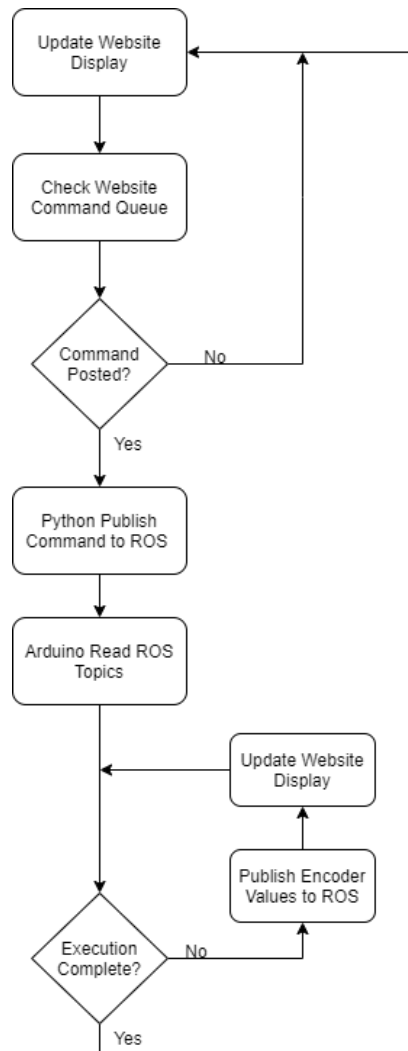 Update Website
Display
Check Website
Command Queue
Command
Posted?
No
Yes
Python Publish
Command to ROS
Arduino Read ROS
Topics
Update Website
Display
Publish Encoder
Values to ROS
Execution
Complete?
No
Yes